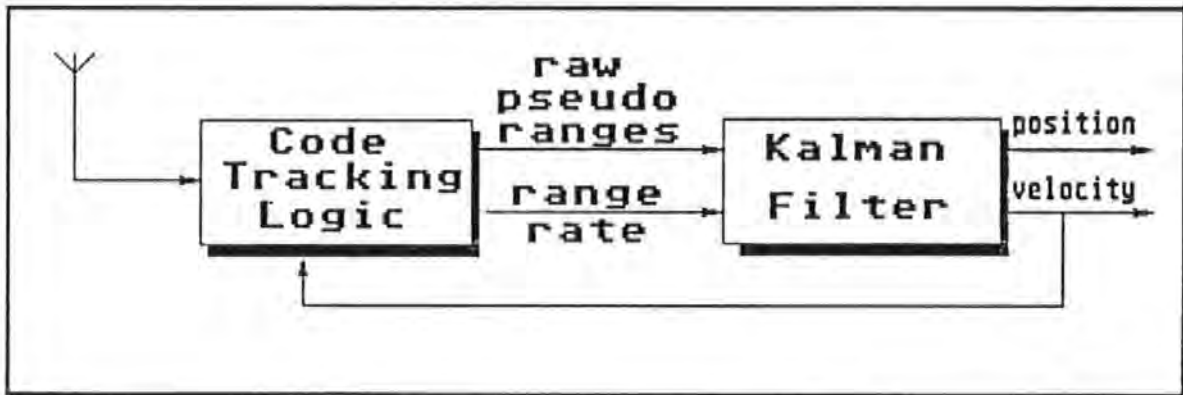 raw
pseudo
ranges
Code
Tracking
Logic
range
rate
Kalman
Filter
position
velocity